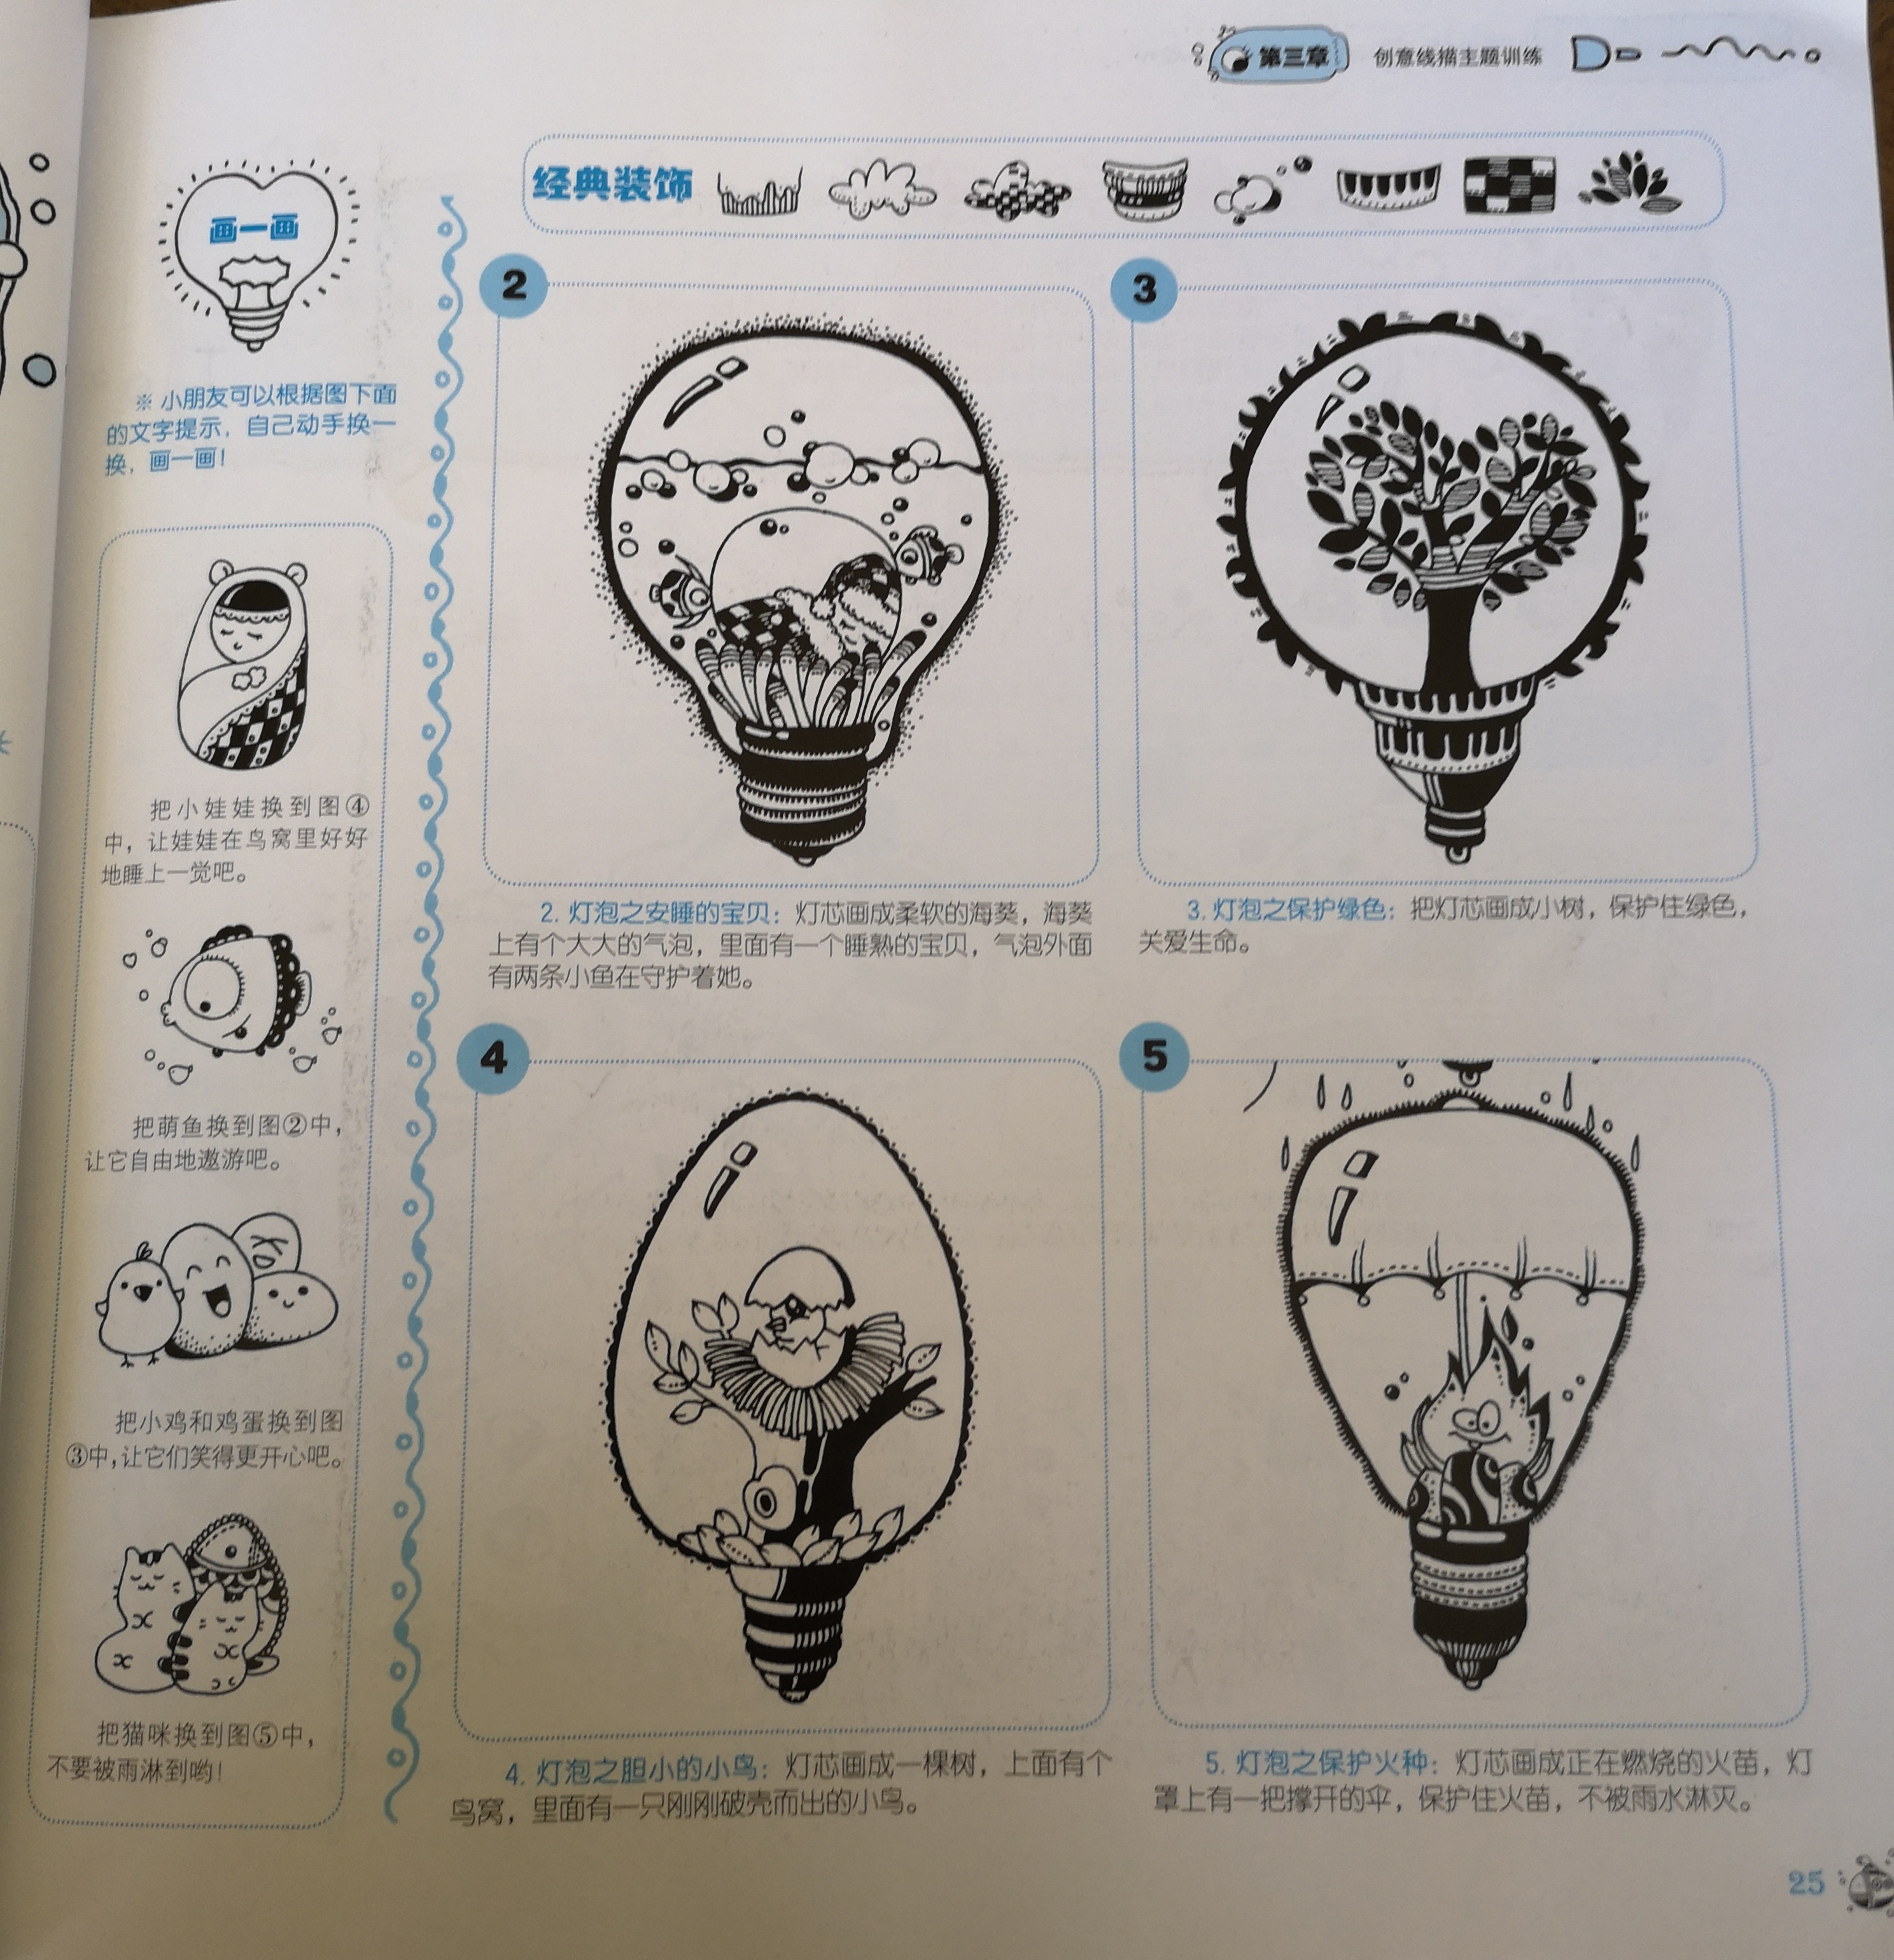 第三章 创意线描主题训练
画一画
※ 小朋友可以根据图下面
的文字提示，自己动手换一
换，画一画！
把小娃娃换到图④
中，让娃娃在鸟窝里好好
地睡上一觉吧。
把萌鱼换到图②中，
让它自由地遨游吧。
把小鸡和鸡蛋换到图
③中，让它们笑得更开心吧。
把猫咪换到图⑤中，
不要被雨淋到哟！
经典装饰
2
2. 灯泡之安睡的宝贝：灯芯画成柔软的海葵，海葵
上有个大大的气泡，里面有一个睡熟的宝贝，气泡外面
有两条小鱼在守护着她。
3
3. 灯泡之保护绿色：把灯芯画成小树，保护住绿色，
关爱生命。
4
4. 灯泡之胆小的小鸟：灯芯画成一棵树，上面有个
鸟窝，里面有一只刚刚破壳而出的小鸟。
5
5. 灯泡之保护火种：灯芯画成正在燃烧的火苗，灯
罩上有一把撑开的伞，保护住火苗，不被雨水淋灭。
25